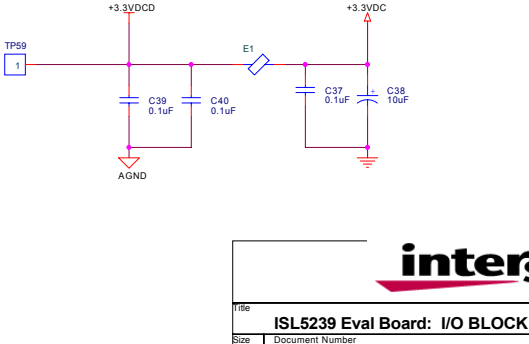 +3.3VDCD
+3.3VDC
TP59
1
E1
C39
0.1uF
C40
0.1uF
C37
0.1uF
+
C38
10uF
AGND
Title
ISL5239 Eval Board: I/O BLOCK
Size
Document Number